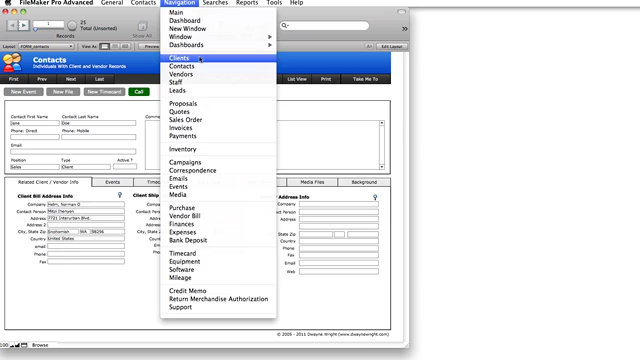 FileMaker Pro Advanced General Contacts Navigation Searches Reports Tools Help
1
25
Total (Unsorted)
Records
Show All
Layout: FORM_contacts View As: Edit Layout
Contacts
Individuals With Client and Vendor Records
First Prev Next Last List View Print Take Me To
New Event New File New Timecard Call
Contact First Name Contact Last Name
Jane Doe
Phone: Direct Phone: Mobile
Email
Position Type Active ?
Sales Client
Related Client / Vendor Info Events Media Files Background
Client Bill Address Info
Company Helm, Norman O
Contact Person Mitzi Jhenyen
Address 7721 Interurban Blvd.
Address 2
City, State Zip Snohomish WA 98296
Country United States
email
Phone
Fax
Client Ship
Company
Contact Person
Address
State Zip
Country
Email
Phone
Fax
Web
Main
Dashboard
New Window
Window
Dashboards
Clients
Contacts
Vendors
Staff
Leads
Proposals
Quotes
Sales Order
Invoices
Payments
Inventory
Campaigns
Correspondence
Emails
Events
Media
Purchase
Vendor Bill
Finances
Expenses
Bank Deposit
Timecard
Equipment
Software
Mileage
Credit Memo
Return Merchandise Authorization
Support
© 2005 - 2011 Dwayne Wright (www.dwaynewright.com)
100 Browse